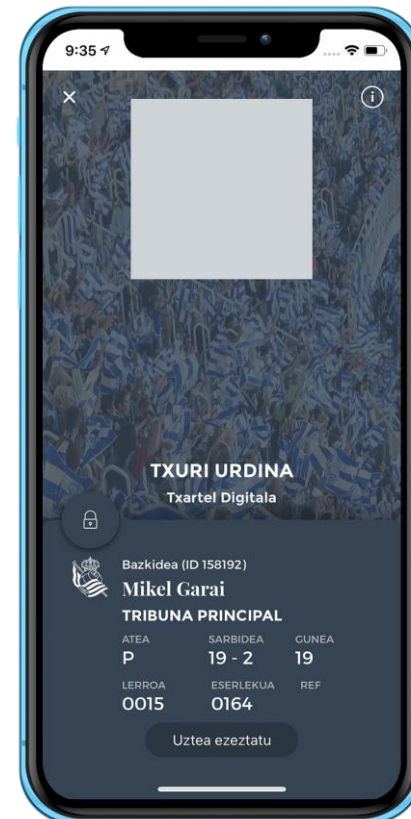 9:35
TXURI URDINA
Txartel Digitala
Bazkidea (ID 158192)
Mikel Garai
TRIBUNA PRINCIPAL
ATEA SARBIDEA GUNEA
P 19 - 2 19
LERROA ESERLEKUA REF
0015 0164
Uztea ezeztatu